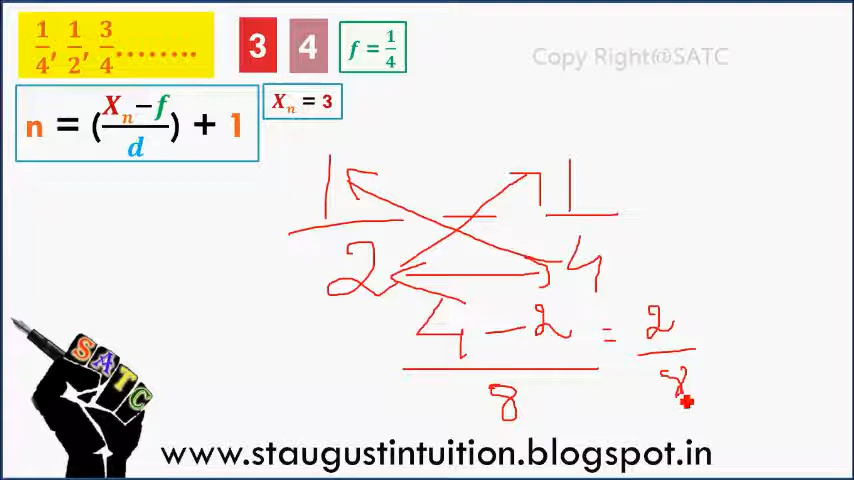 1/4, 1/2, 3/4........
3 4 f = 1/4
Copy Right@SATC
n = (Xₙ – f / d) + 1
Xₙ = 3
1/2 – 1/4
4 – 2 / 8 = 2/8
SATC
www.staugustintuition.blogspot.in